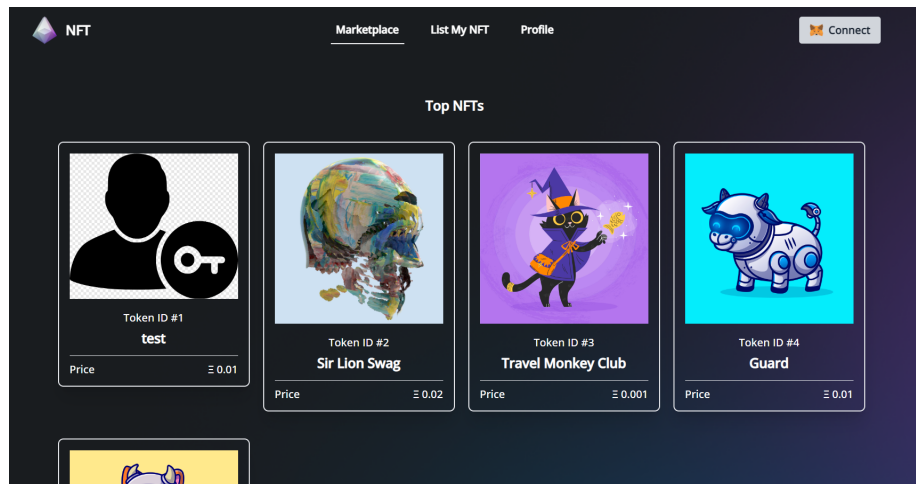 NFT
Marketplace
List My NFT
Profile
Connect
Top NFTs
Token ID #1
test
Price
Ξ 0.01
Token ID #2
Sir Lion Swag
Price
Ξ 0.02
Token ID #3
Travel Monkey Club
Price
Ξ 0.001
Token ID #4
Guard
Price
Ξ 0.01